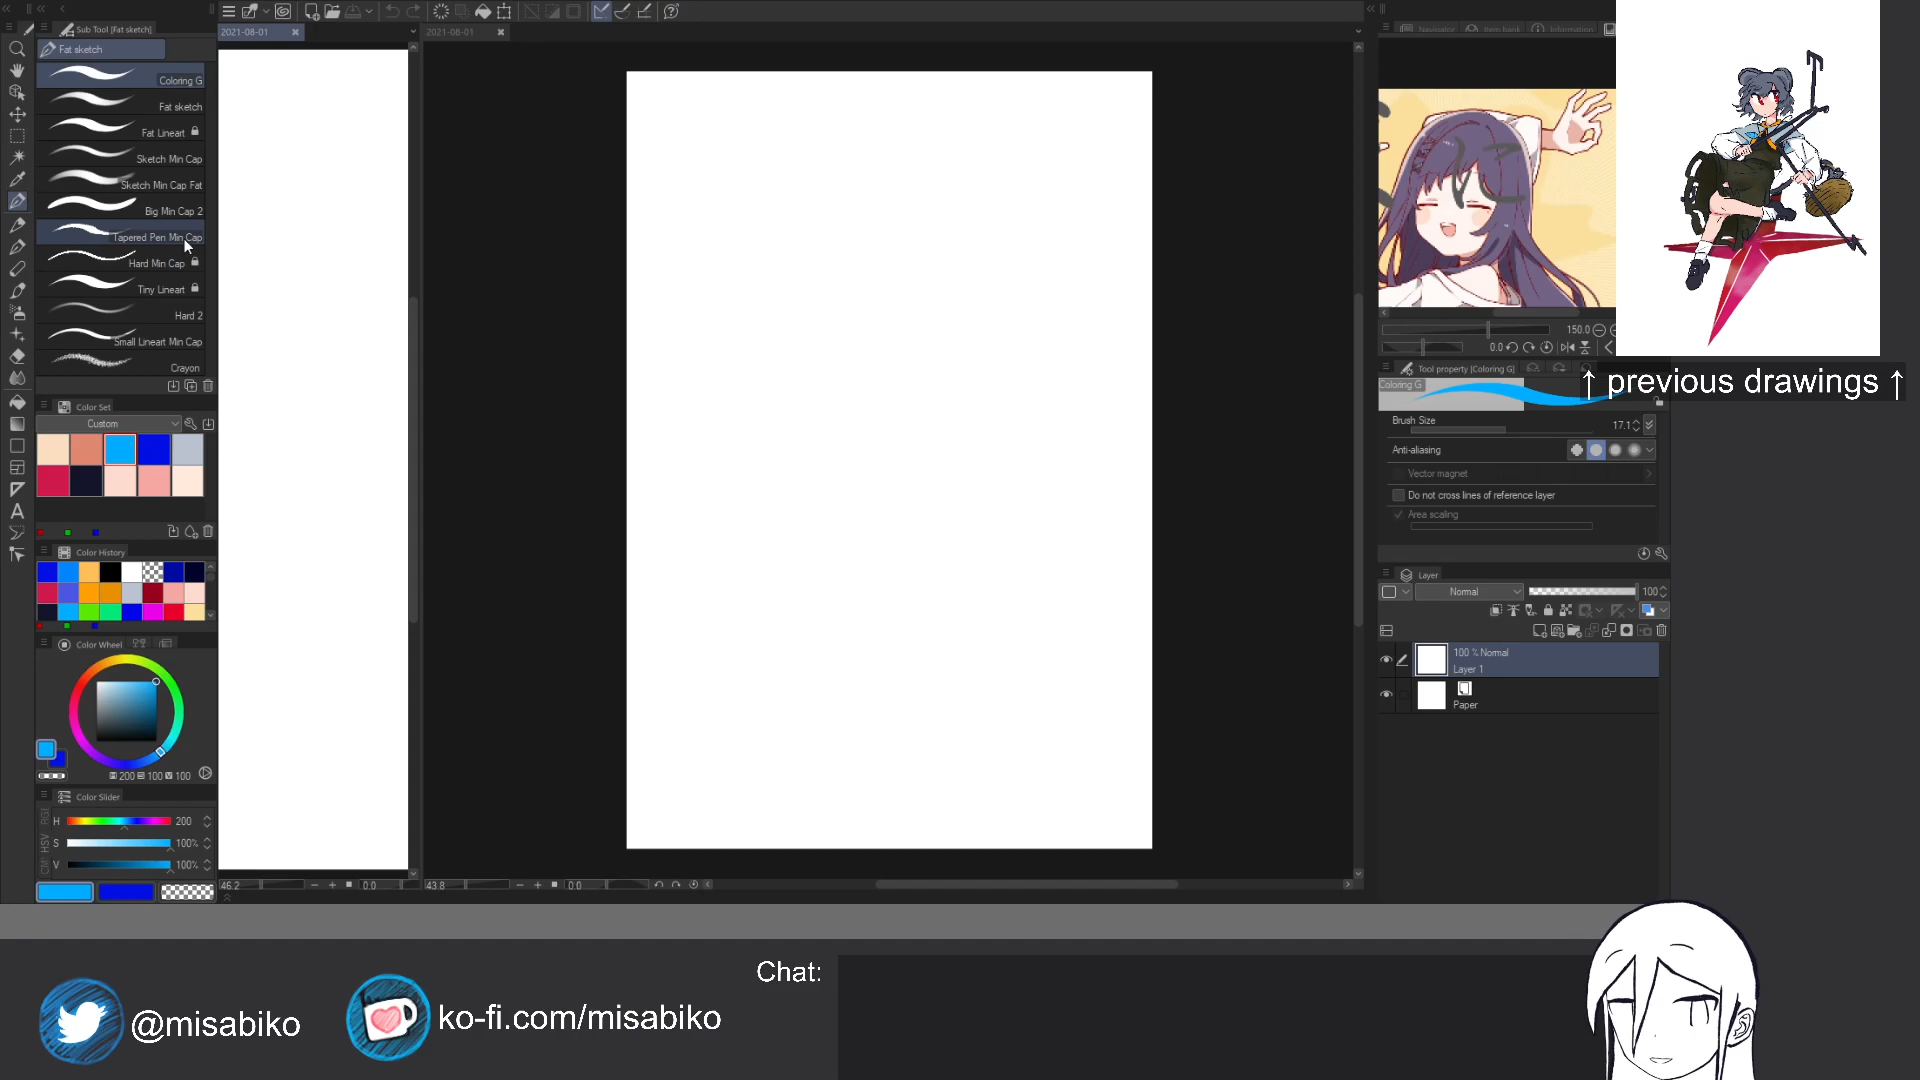 Sub Tool [Fat sketch]
Fat sketch
Coloring G
Fat sketch
Fat Lineart
Sketch Min Cap
Sketch Min Cap Fat
Big Min Cap 2
Tapered Pen Min Cap
Hard Min Cap
Tiny Lineart
Hard 2
Small Lineart Min Cap
Crayon
Color Set
Custom
Color History
Color Wheel
200 100 100
Color Slider
H 200
S 100%
V 100%
2021-08-01
2021-08-01
46.2 0.0
43.8 0.0
Navigator Item bank Information
150.0
0.0
Tool property [Coloring G]
Coloring G
Brush Size 17.1
Anti-aliasing
Vector magnet
Do not cross lines of reference layer
Area scaling
Layer
Normal 100
100 % Normal
Layer 1
Paper
↑ previous drawings ↑
@misabiko
ko-fi.com/misabiko
Chat: